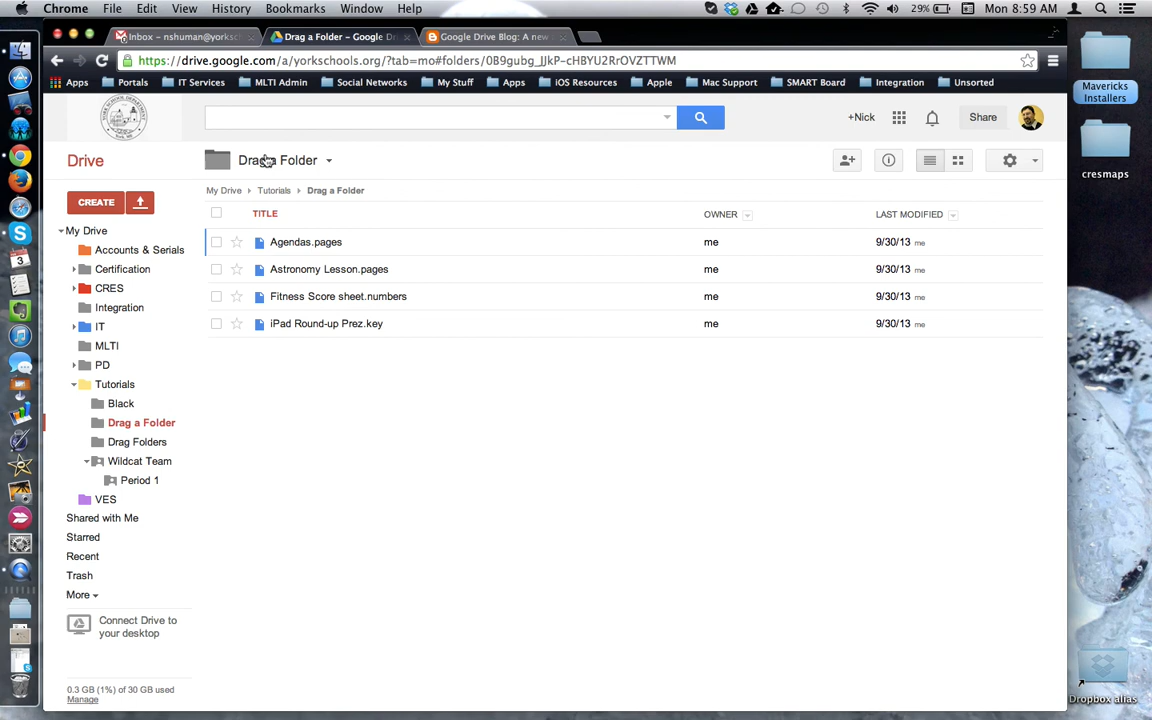 Chrome File Edit View History Bookmarks Window Help 29% Mon 8:59 AM
Inbox – nshuman@yorksc Drag a Folder – Google Dri Google Drive Blog: A new
https://drive.google.com/a/yorkschools.org/?tab=mo#folders/0B9gubg_JJkP-cHBYU2RrOVZTTWM
Apps Portals IT Services MLTI Admin Social Networks My Stuff Apps iOS Resources Apple Mac Support SMART Board Integration Unsorted
+Nick Share
Drive Drag a Folder
My Drive Tutorials Drag a Folder
CREATE
TITLE OWNER LAST MODIFIED
Agendas.pages me 9/30/13 me
Astronomy Lesson.pages me 9/30/13 me
Fitness Score sheet.numbers me 9/30/13 me
iPad Round-up Prez.key me 9/30/13 me
My Drive
Accounts & Serials
Certification
CRES
Integration
IT
MLTI
PD
Tutorials
Black
Drag a Folder
Drag Folders
Wildcat Team
Period 1
VES
Shared with Me
Starred
Recent
Trash
More
Connect Drive to
your desktop
0.3 GB (1%) of 30 GB used
Manage
Mavericks
Installers
cresmaps
Dropbox alias